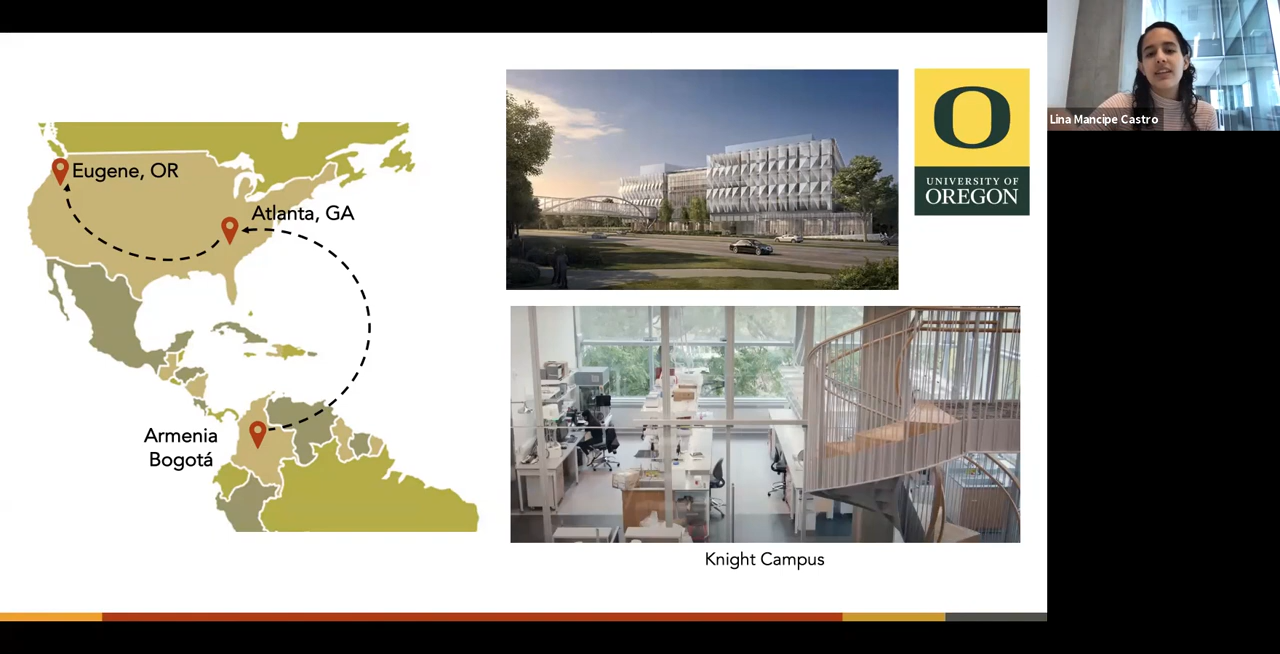 Eugene, OR
Atlanta, GA
Armenia
Bogotá
O
UNIVERSITY OF
OREGON
Knight Campus
Lina Mancipe Castro